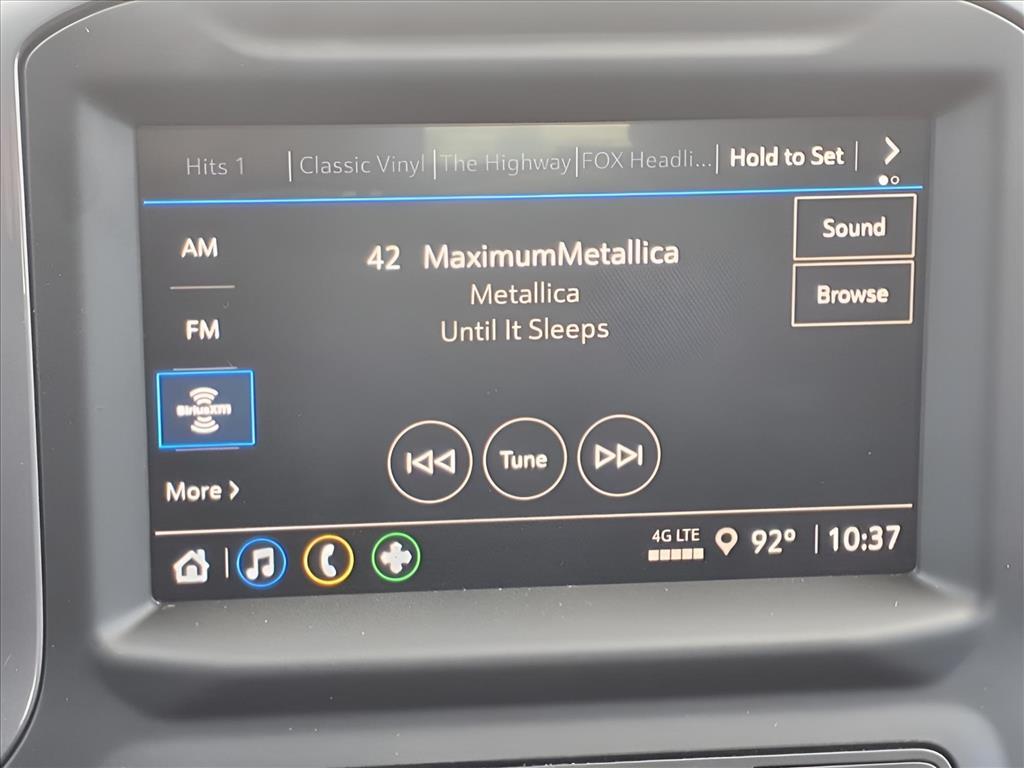 Hits 1 Classic Vinyl The Highway FOX Headli... Hold to Set
Sound
AM
42 MaximumMetallica
Browse
Metallica
FM
Until It Sleeps
SiriusXM
Tune
More
4G LTE
92° 10:37